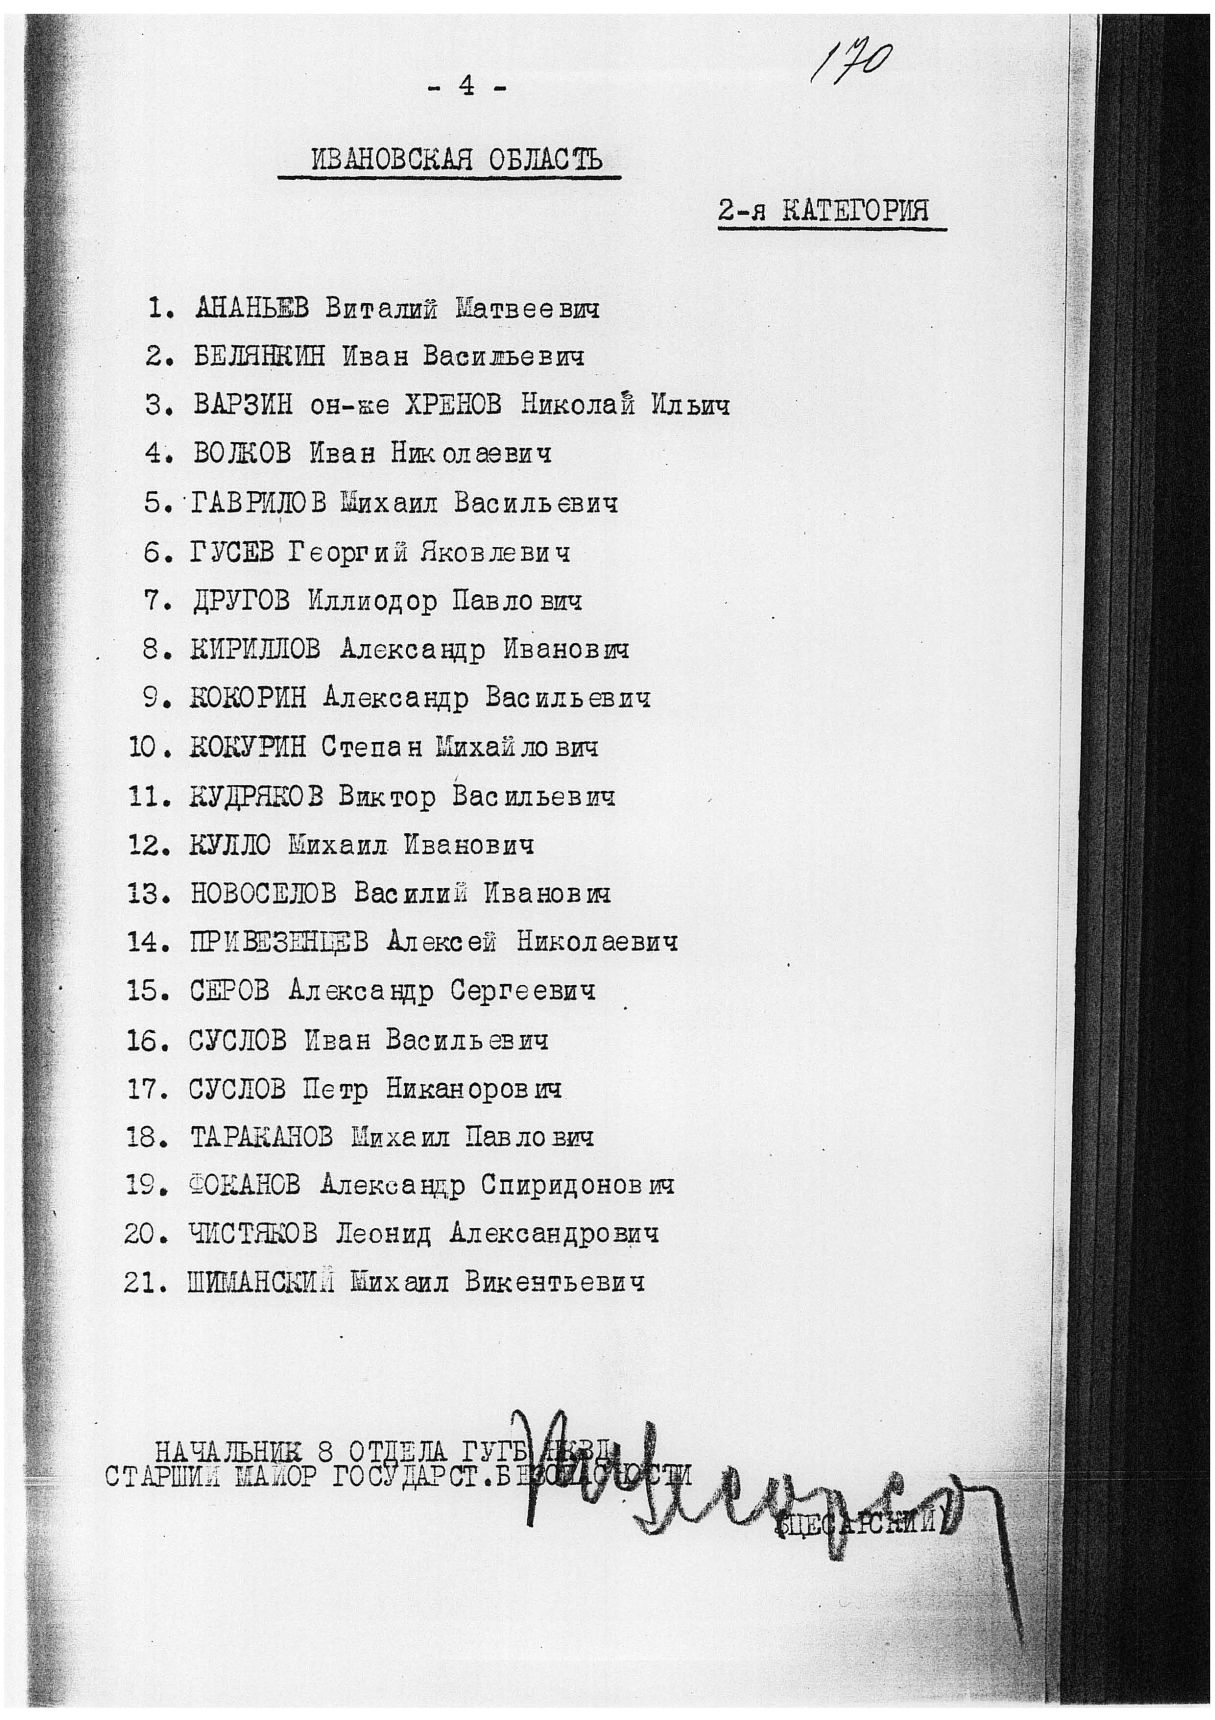 170
- 4 -
ИВАНОВСКАЯ ОБЛАСТЬ
2-я КАТЕГОРИЯ
1. АНАНЬЕВ Виталий Матвеевич
2. БЕЛЯНКИН Иван Васильевич
3. ВАРЗИН он-же ХРЕНОВ Николай Ильич
4. ВОЛКОВ Иван Николаевич
5. ГАВРИЛОВ Михаил Васильевич
6. ГУСЕВ Георгий Яковлевич
7. ДРУГОВ Иллиодор Павлович
8. КИРИЛЛОВ Александр Иванович
9. КОКОРИН Александр Васильевич
10. КОКУРИН Степан Михайлович
11. КУДРЯКОВ Виктор Васильевич
12. КУЛЛО Михаил Иванович
13. НОВОСЕЛОВ Василий Иванович
14. ПРИВЕЗЕНЦЕВ Алексей Николаевич
15. СЕРОВ Александр Сергеевич
16. СУСЛОВ Иван Васильевич
17. СУСЛОВ Петр Никанорович
18. ТАРАКАНОВ Михаил Павлович
19. ФОКАНОВ Александр Спиридонович
20. ЧИСТЯКОВ Леонид Александрович
21. ШИМАНСКИЙ Михаил Викентьевич
НАЧАЛЬНИК 8 ОТДЕЛА ГУГБ НКВД
СТАРШИЙ МАЙОР ГОСУДАРСТ.БЕЗОПАСНОСТИ
(ЦЕСАРСКИЙ)